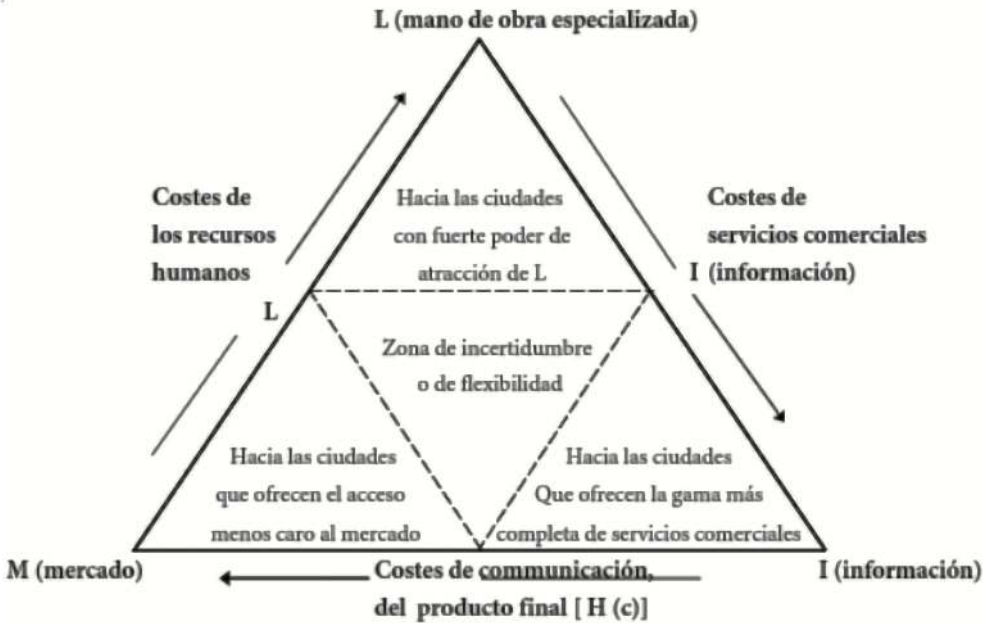 L (mano de obra especializada)
Costes de
los recursos
humanos
L
Hacia las ciudades
con fuerte poder de
atracción de L
Costes de
servicios comerciales
I (información)
Zona de incertidumbre
o de flexibilidad
Hacia las ciudades
que ofrecen el acceso
menos caro al mercado
Hacia las ciudades
Que ofrecen la gama más
completa de servicios comerciales
M (mercado)
Costes de communicación,
del producto final [ H (c)]
I (información)